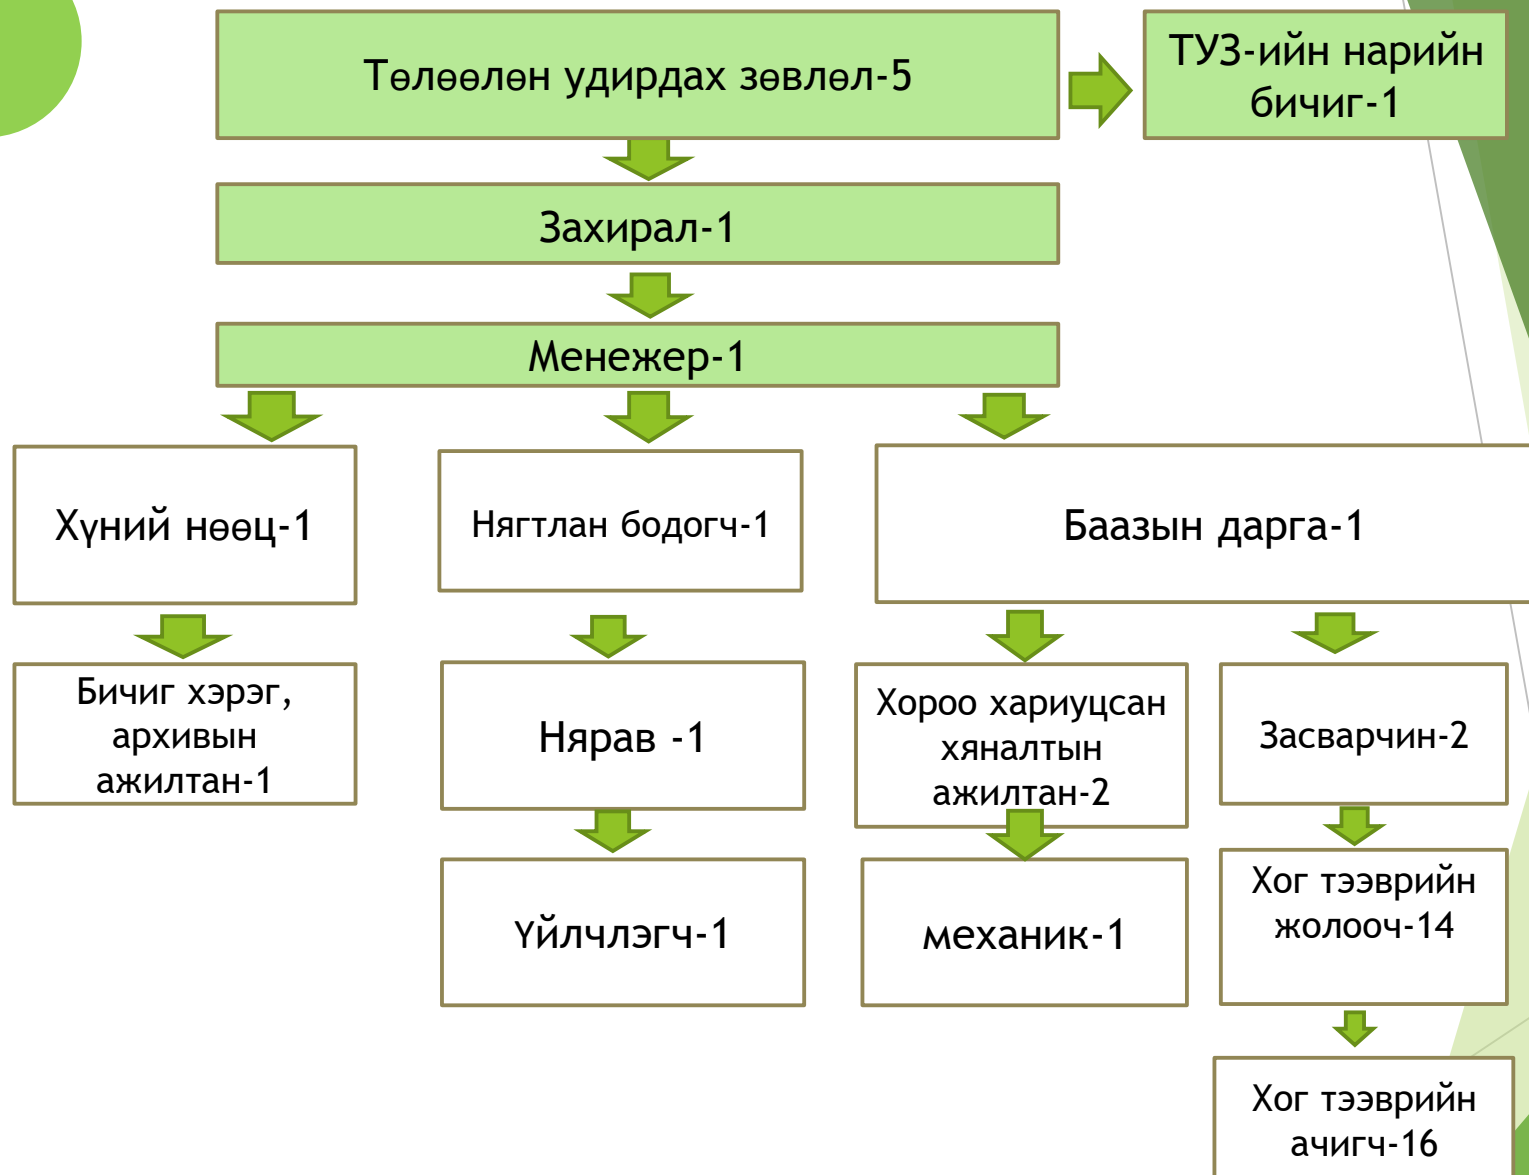 Төлөөлөн удирдах зөвлөл-5
ТУЗ-ийн нарийн
бичиг-1
Захирал-1
Менежер-1
Хүний нөөц-1
Нягтлан бодогч-1
Баазын дарга-1
Бичиг хэрэг,
архивын
ажилтан-1
Нярав -1
Хороо хариуцсан
хяналтын
ажилтан-2
Засварчин-2
Үйлчлэгч-1
механик-1
Хог тээврийн
жолооч-14
Хог тээврийн
ачигч-16